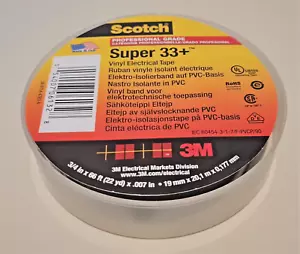 Scotch
PROFESSIONAL GRADE
Super 33+™
Vinyl Electrical Tape
Ruban vinyle isolant électrique
Elektro-Isolierband auf PVC-Basis
Nastro Isolante in PVC
Vinyl band voor
elektrotechnische toepassing
Sähköteippi Eltejp
Eltejp av självslocknande PVC
Elektro-isolasjonstape på PVC-basis
Cinta eléctrica de PVC
RoHS
3M
3M Electrical Markets Division
www.3M.com/electrical
3/4 in x 66 ft (22 yd) x .007 in • 19 mm x 20,1 m x 0,177 mm